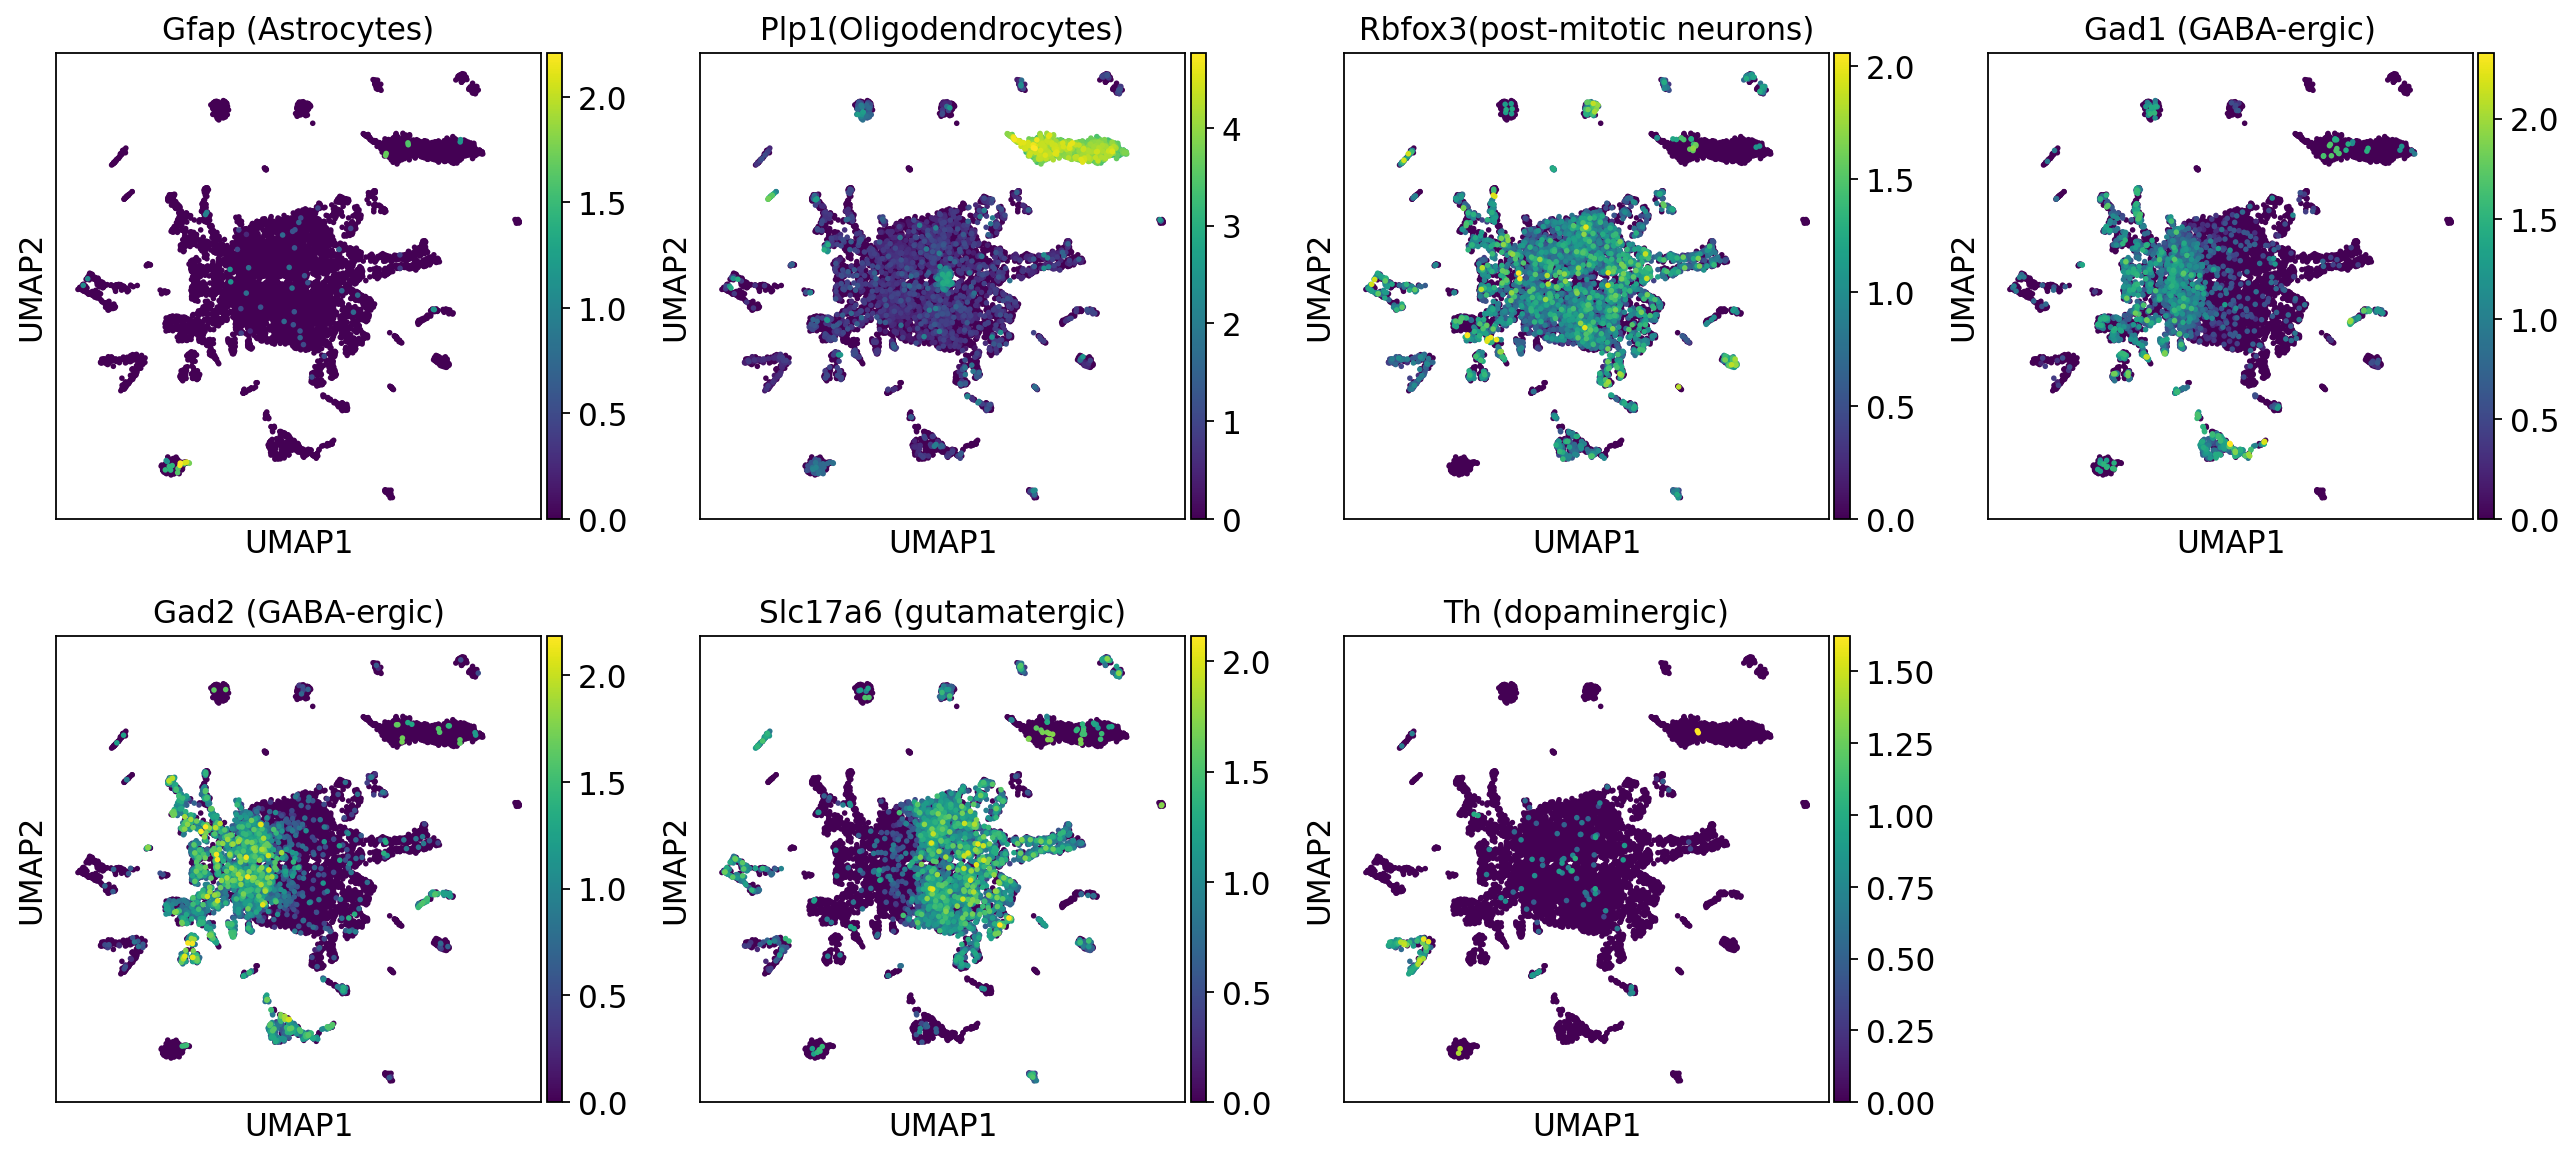 Gfap (Astrocytes)
Plp1(Oligodendrocytes)
Rbfox3(post-mitotic neurons)
Gad1 (GABA-ergic)
UMAP2
2.0
1.5
1.0
0.5
0.0
UMAP1
UMAP2
4
3
2
1
0
UMAP1
UMAP2
2.0
1.5
1.0
0.5
0.0
UMAP1
UMAP2
2.0
1.5
1.0
0.5
0.0
UMAP1
Gad2 (GABA-ergic)
Slc17a6 (gutamatergic)
Th (dopaminergic)
UMAP2
2.0
1.5
1.0
0.5
0.0
UMAP1
UMAP2
2.0
1.5
1.0
0.5
0.0
UMAP1
UMAP2
1.50
1.25
1.00
0.75
0.50
0.25
0.00
UMAP1